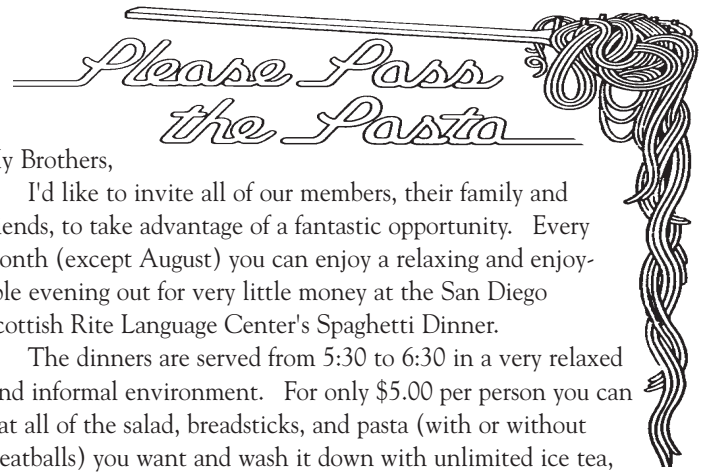 Please Pass
the Pasta
y Brothers,
I'd like to invite all of our members, their family and
iends, to take advantage of a fantastic opportunity. Every
onth (except August) you can enjoy a relaxing and enjoy-
ble evening out for very little money at the San Diego
cottish Rite Language Center's Spaghetti Dinner.
The dinners are served from 5:30 to 6:30 in a very relaxed
nd informal environment. For only $5.00 per person you can
at all of the salad, breadsticks, and pasta (with or without
eatballs) you want and wash it down with unlimited ice tea,